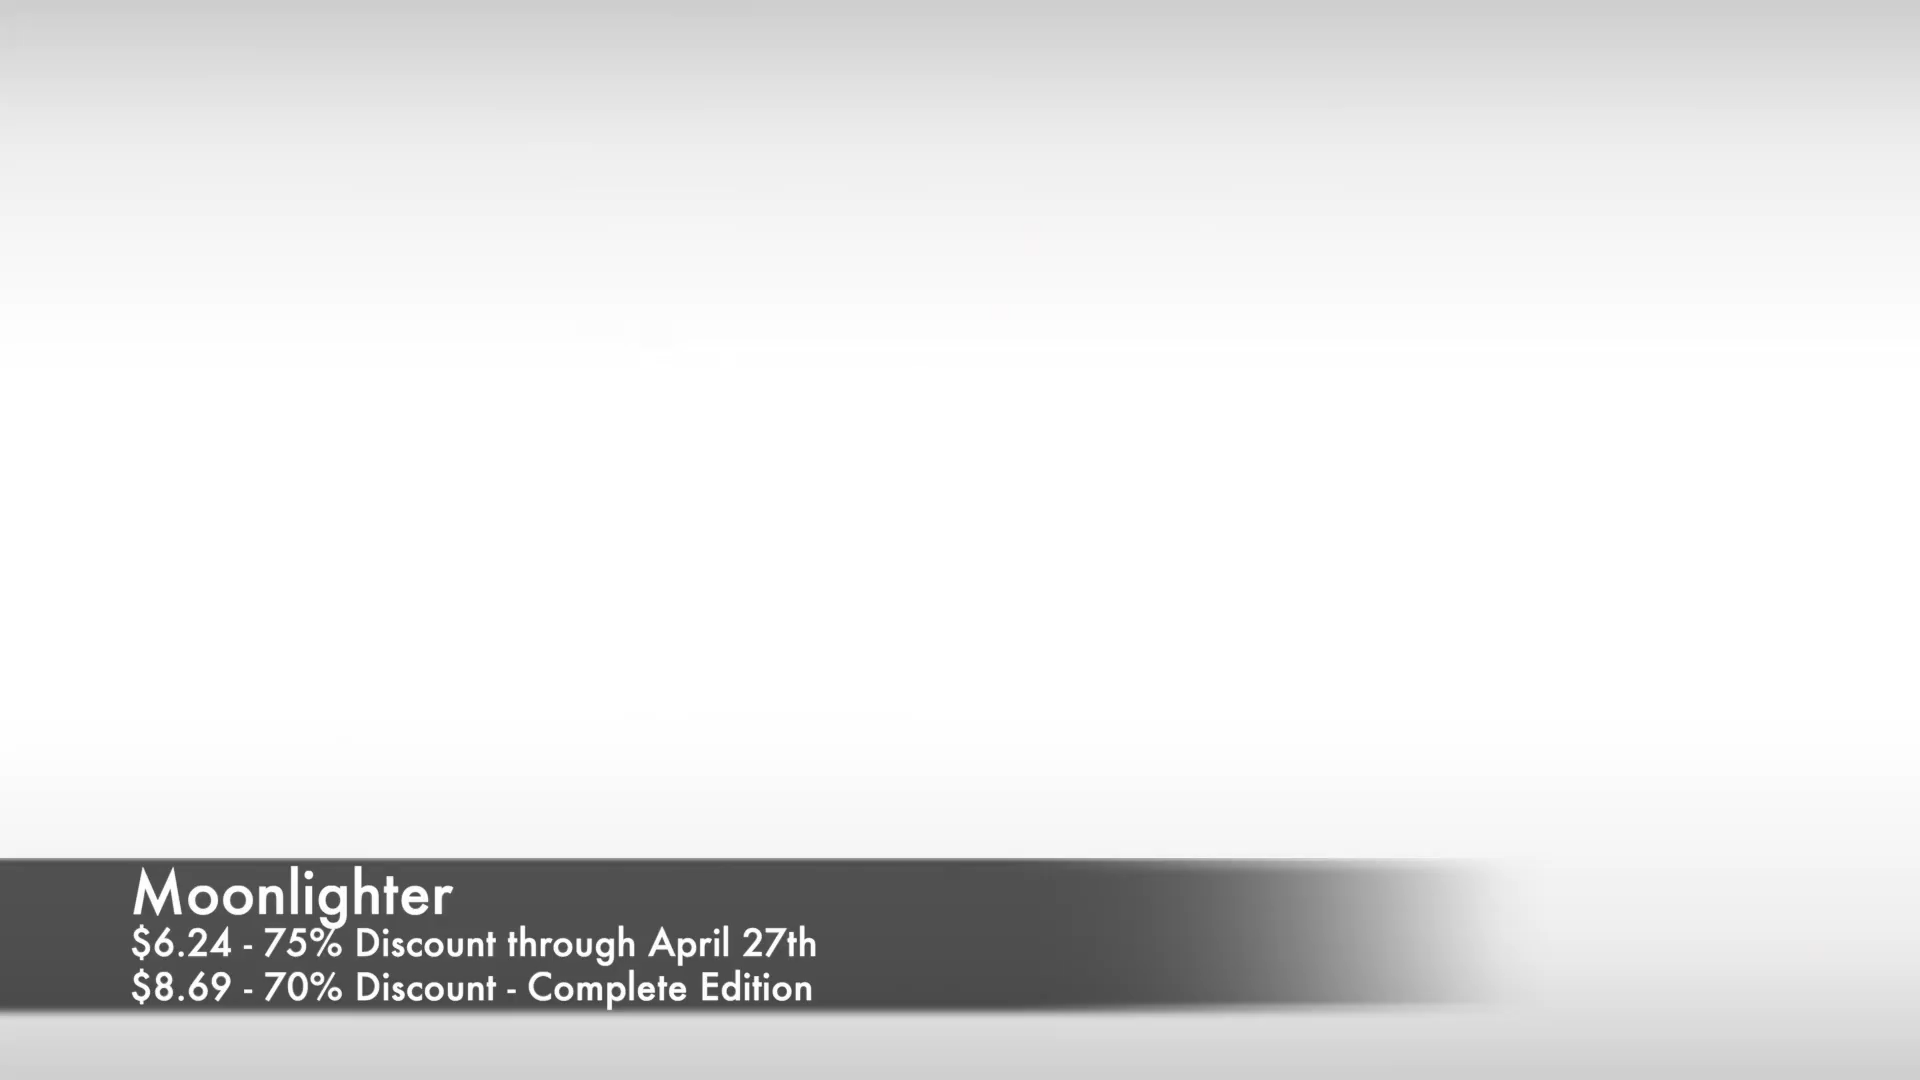 Moonlighter
$6.24 - 75% Discount through April 27th
$8.69 - 70% Discount - Complete Edition